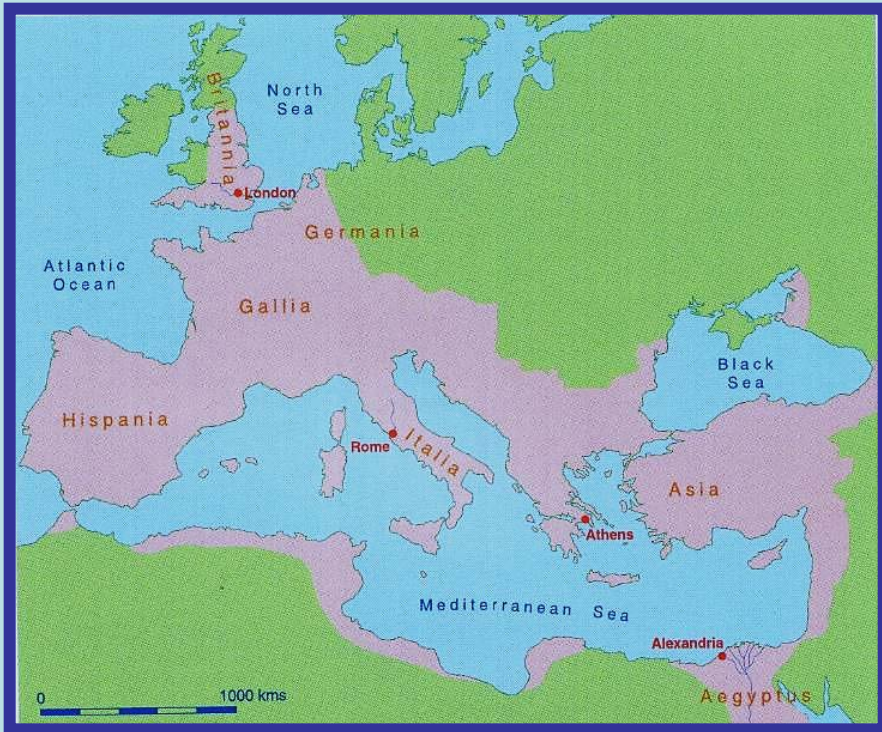 North
Sea
Britannia
London
Germania
Atlantic
Ocean
Gallia
Black
Sea
Hispania
Rome
Italia
Asia
Athens
Mediterranean Sea
Alexandria
Aegyptus
0 1000 kms